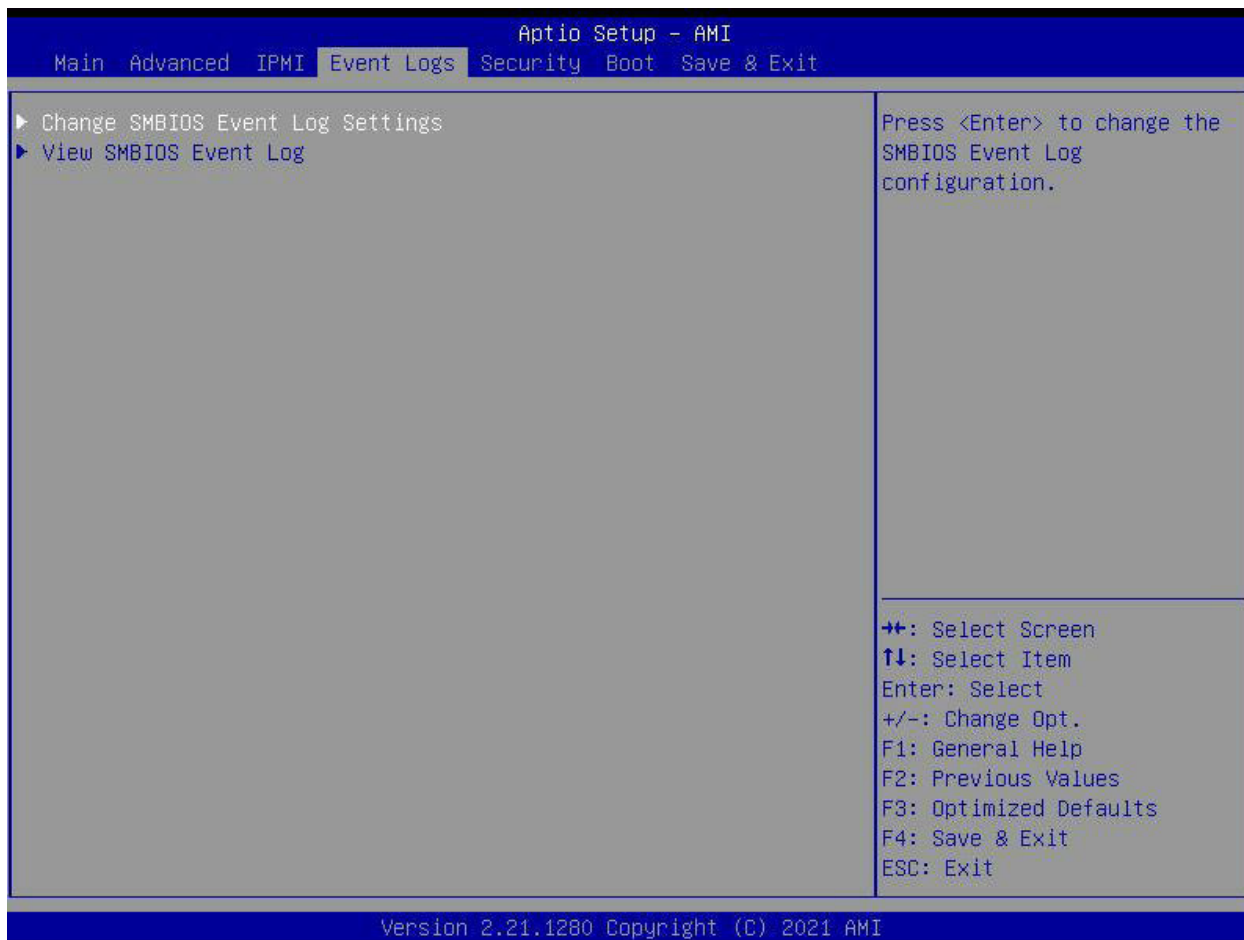 Aptio Setup – AMI
Main Advanced IPMI Event Logs Security Boot Save & Exit
▶ Change SMBIOS Event Log Settings
▶ View SMBIOS Event Log
Press <Enter> to change the
SMBIOS Event Log
configuration.
→←: Select Screen
↑↓: Select Item
Enter: Select
+/-: Change Opt.
F1: General Help
F2: Previous Values
F3: Optimized Defaults
F4: Save & Exit
ESC: Exit
Version 2.21.1280 Copyright (C) 2021 AMI